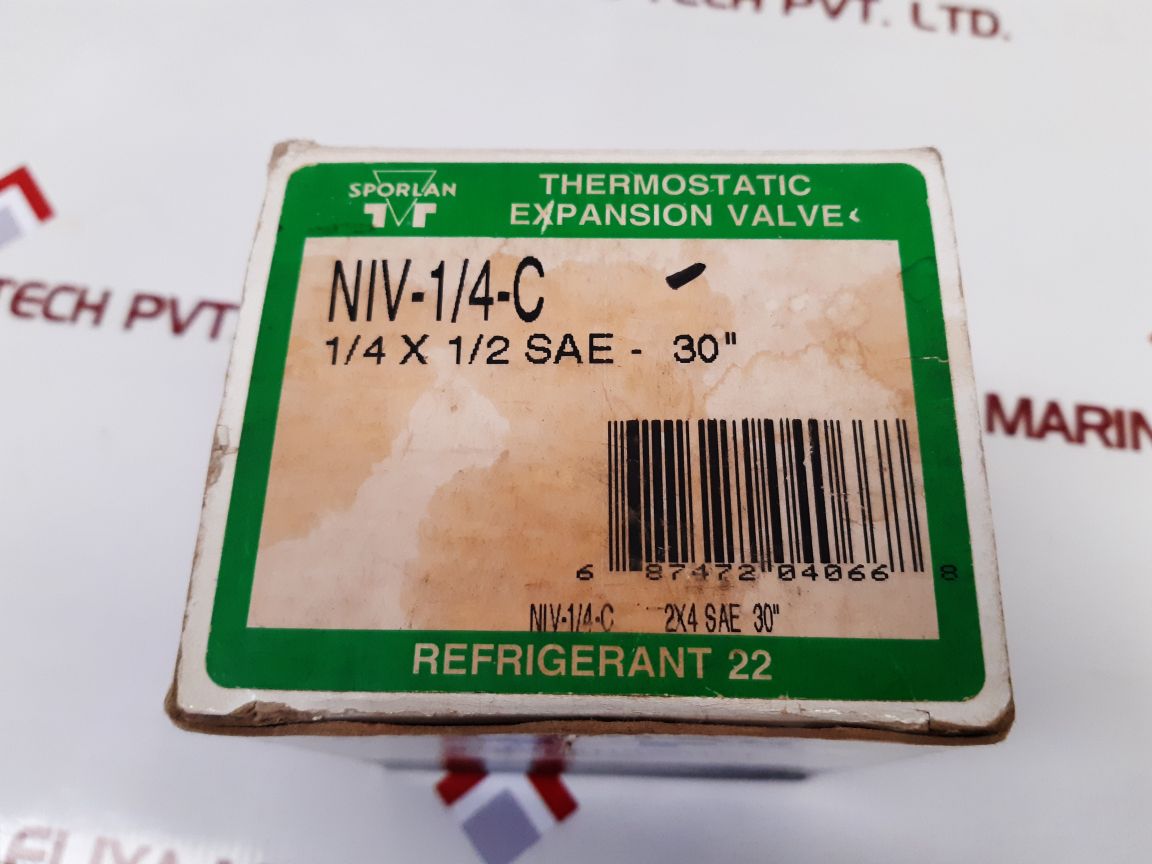 TECH PVT. LTD.
SPORLAN
THERMOSTATIC
EXPANSION VALVE
NIV-1/4-C
1/4 X 1/2 SAE - 30"
TECH PVT
MARIN
6 87472 04066 8
NIV-1/4-C 2X4 SAE 30"
REFRIGERANT 22